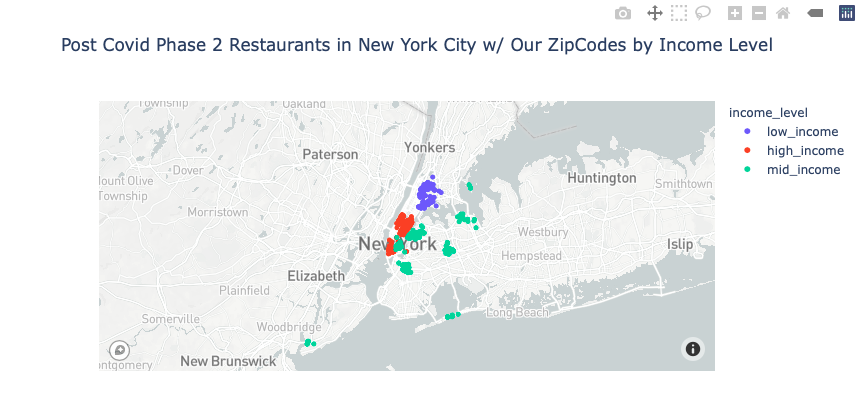 Post Covid Phase 2 Restaurants in New York City w/ Our ZipCodes by Income Level
income_level
low_income
high_income
mid_income
Township
Oakland
Yonkers
Paterson
Dover
Mount Olive
Township
Huntington
Smithtown
Morristown
New York
Westbury
Islip
Hempstead
Elizabeth
Plainfield
Long Beach
Somerville
Woodbridge
New Brunswick
ntgomery